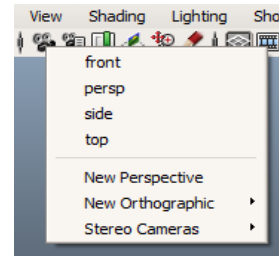 View Shading Lighting Sho
front
persp
side
top
New Perspective
New Orthographic
Stereo Cameras